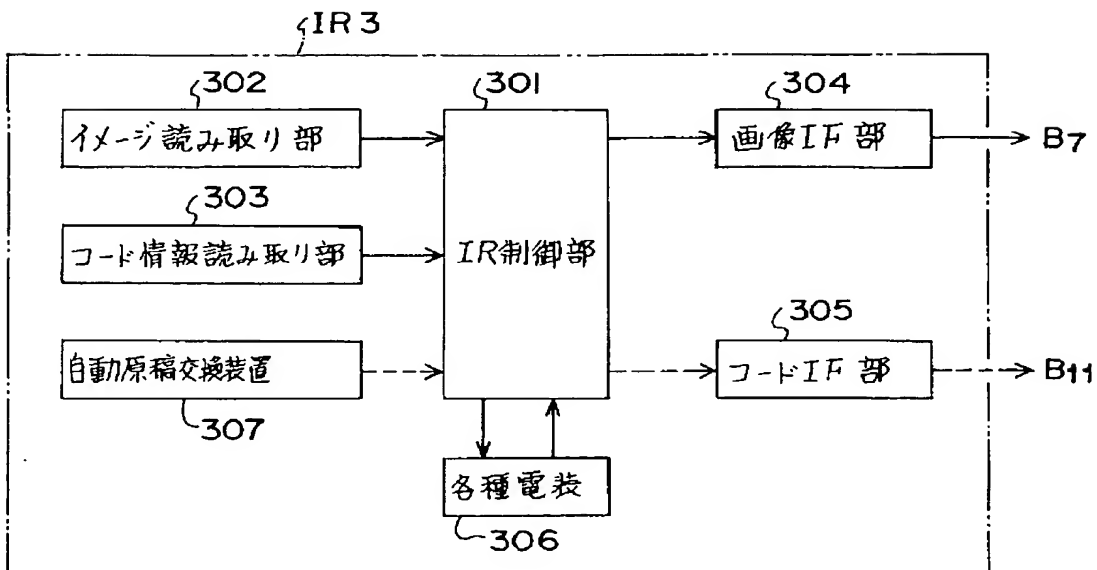 IR3
302
301
304
イメージ読み取り部
画像IF部
B7
303
コード情報読み取り部
IR制御部
305
自動原稿交換装置
コードIF部
B11
307
各種電装
306